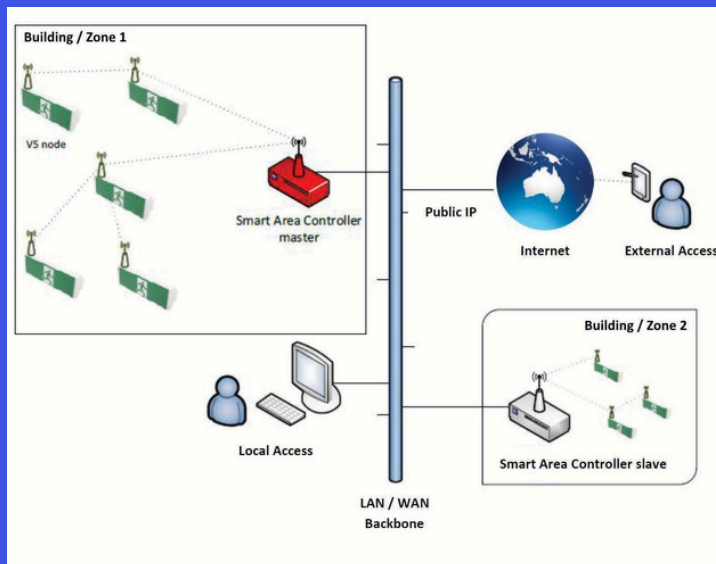 Building / Zone 1
VS node
Smart Area Controller
master
Public IP
Internet
External Access
Building / Zone 2
Local Access
Smart Area Controller slave
LAN / WAN
Backbone